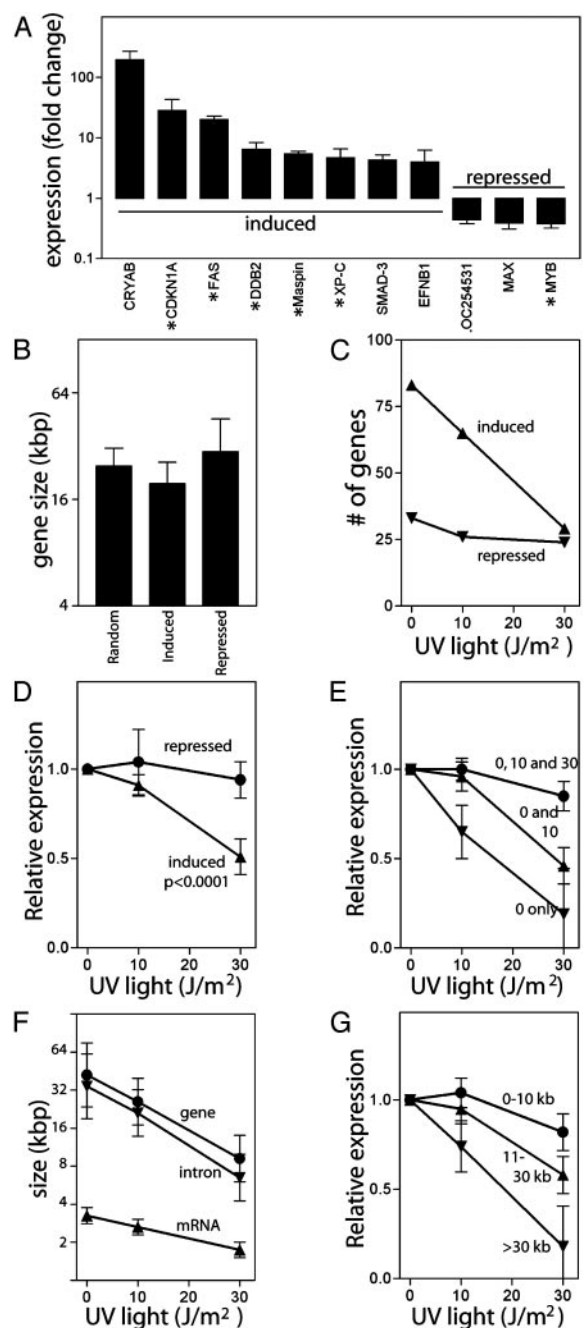 A
expression (fold change)
100
10
1
0.1
induced
repressed
CRYAB
*CDKN1A
*FAS
*DDB2
*Maspin
*XP-C
SMAD-3
EFNB1
.OC254531
MAX
*MYB
B
gene size (kbp)
64
16
4
Random
Induced
Repressed
C
# of genes
100
75
50
25
0
induced
repressed
0 10 20 30
UV light (J/m²)
D
Relative expression
1.0
0.5
0.0
repressed
induced
p<0.0001
0 10 20 30
UV light (J/m²)
E
Relative expression
1.0
0.5
0.0
0, 10 and 30
0 and
10
0 only
0 10 20 30
UV light (J/m²)
F
size (kbp)
64
32
16
8
4
2
gene
intron
mRNA
0 10 20 30
UV light (J/m²)
G
Relative expression
1.0
0.5
0.0
0-10 kb
11-
30 kb
>30 kb
0 10 20 30
UV light (J/m²)